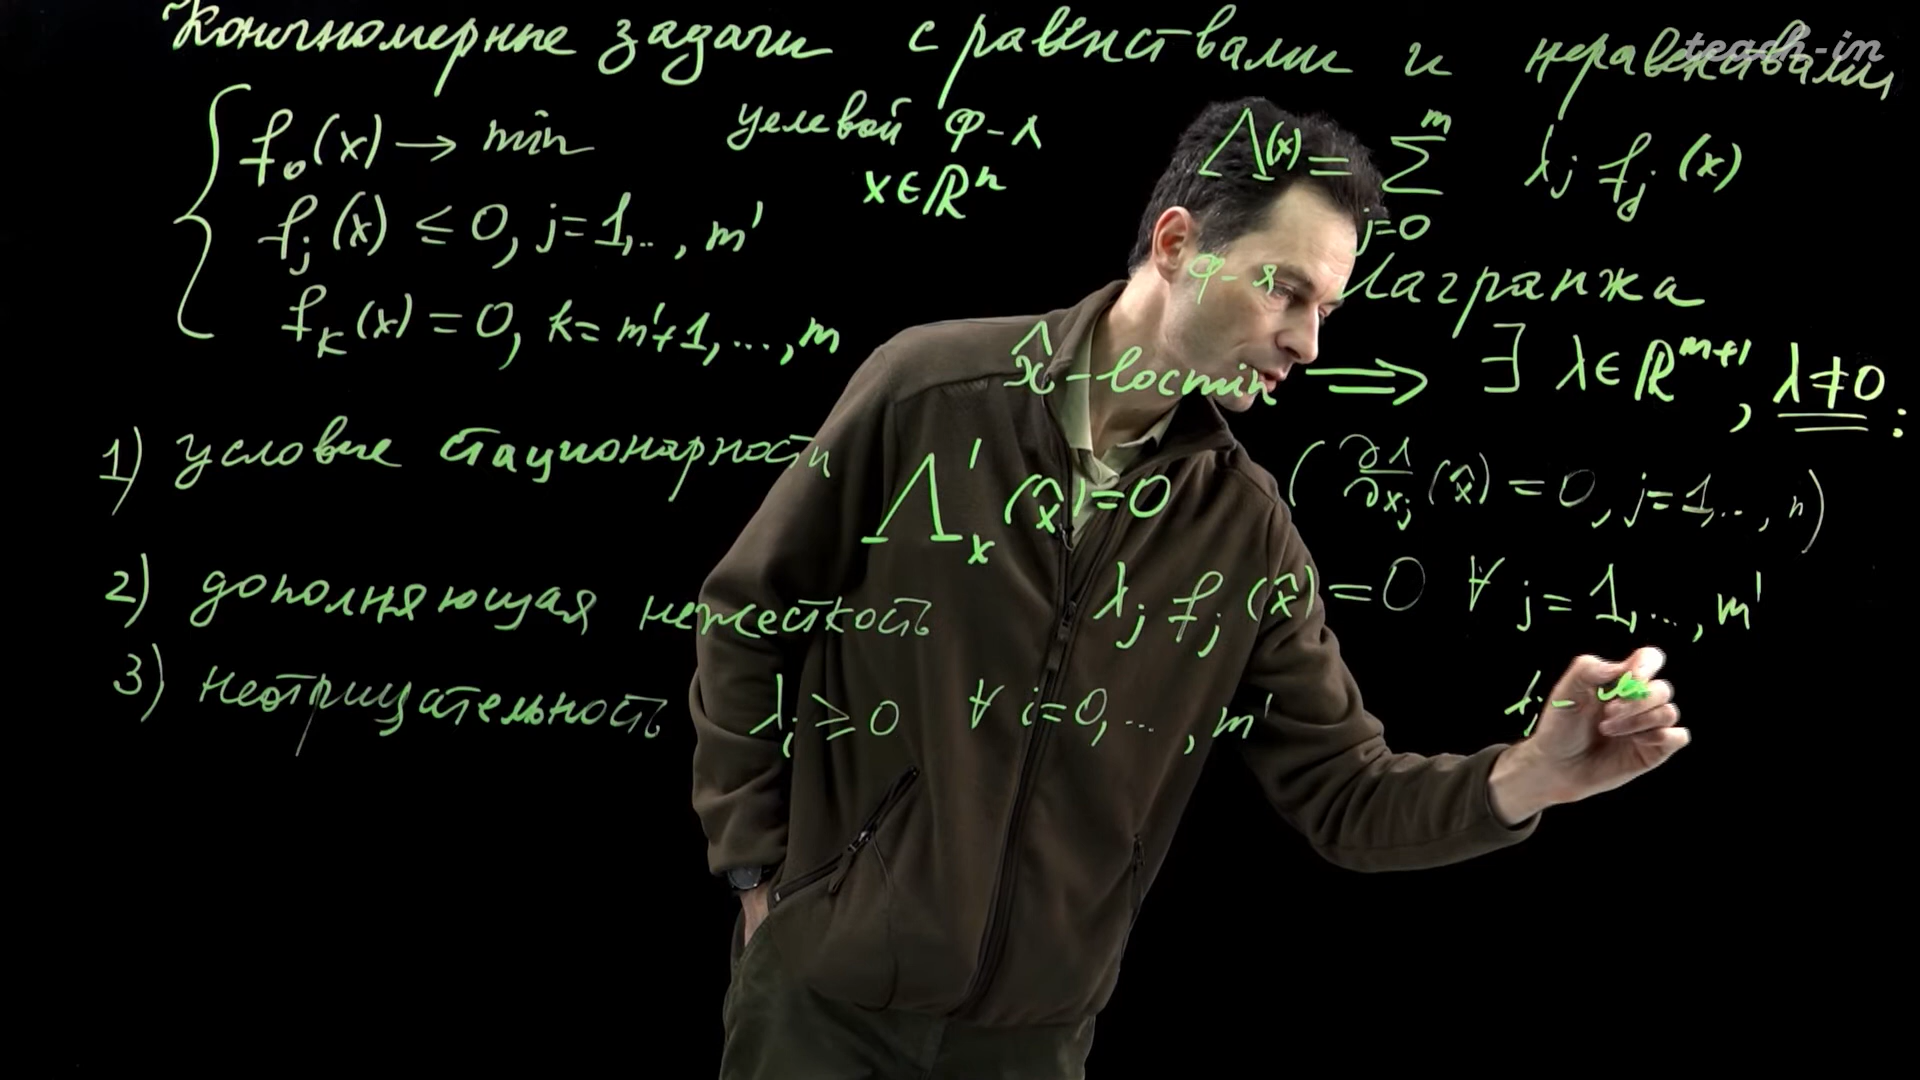 Конечномерные задачи с равенствами и неравенствами
teach-in
f₀(x) → min
целевой ф-л
x ∈ ℝⁿ
fⱼ(x) ≤ 0, j=1,.., m'
f_k(x) = 0, k = m'+1, ..., m
Λ(x) = ∑_{j=0}^{m} λⱼ fⱼ(x)
ф-я Лагранжа
x̂ - locmin ⟹ ∃ λ ∈ ℝ^{m+1}, λ ≠ 0 :
1) условие стационарности Λ'ₓ(x̂) = 0 (∂Λ/∂xⱼ (x̂) = 0, j=1,.., n)
2) дополняющая нежесткость λⱼ fⱼ(x̂) = 0 ∀ j = 1,..., m'
3) неотрицательность λᵢ ≥ 0 ∀ i=0,..., m'
λⱼ -